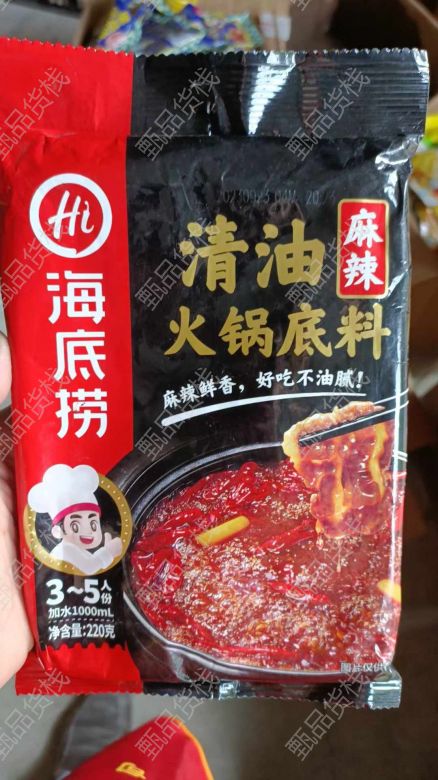 Hi
海底捞
麻辣
清油
火锅底料
麻辣鲜香，好吃不油腻！
3~5人份
加水1000mL
净含量:220克
图片仅供
甄品货栈